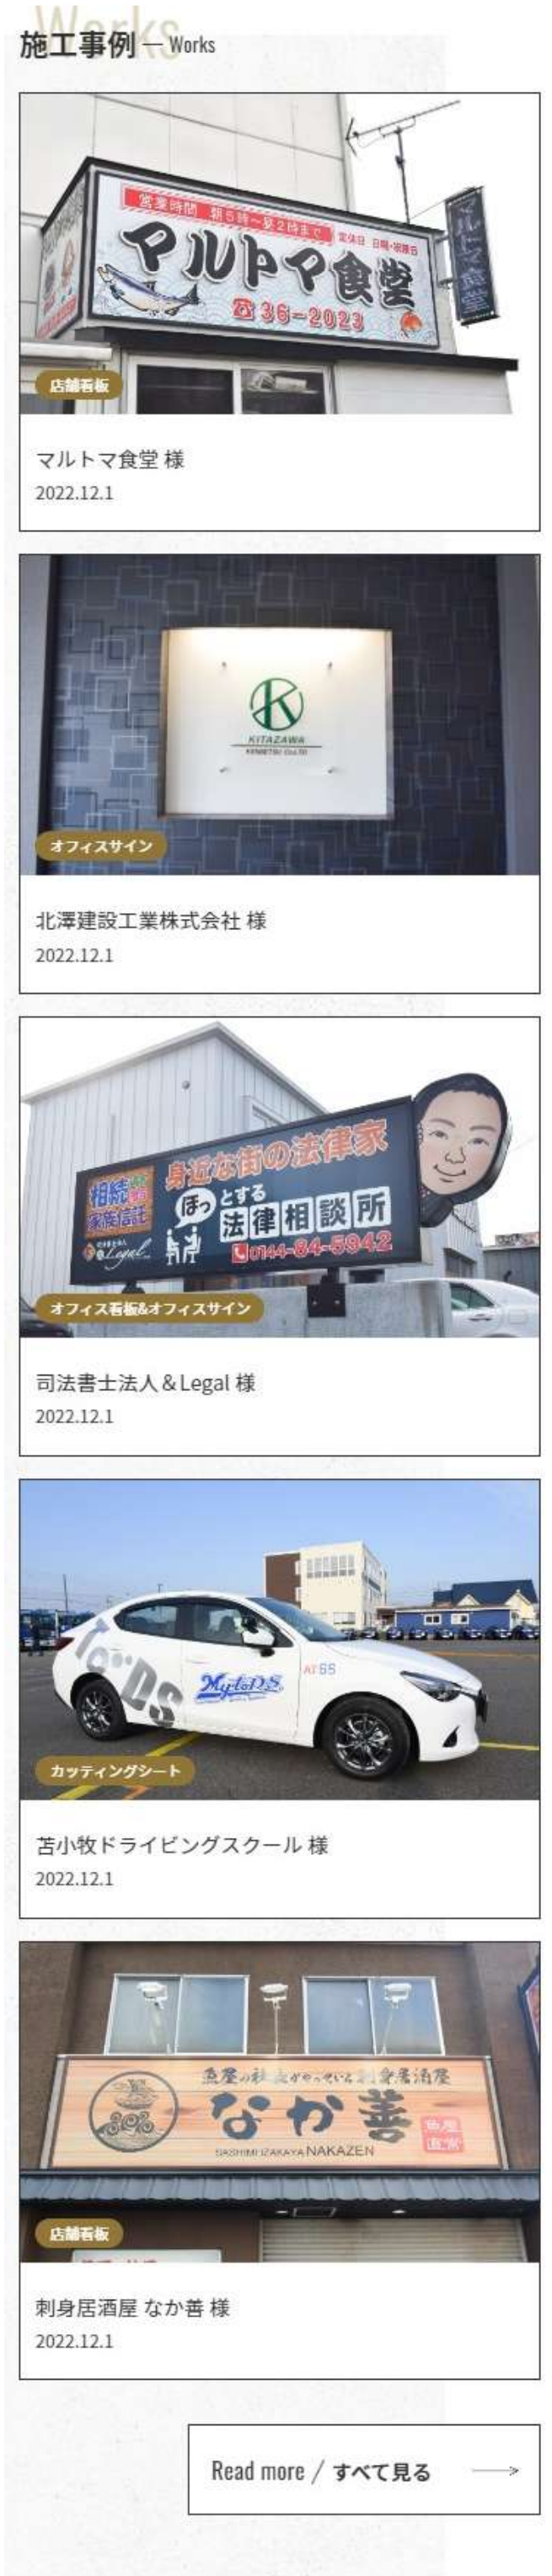 Works
施工事例 — Works
営業時間 朝5時〜昼2時まで 定休日 日曜・祝祭日
マルトマ食堂
☎36-2023
マルトマ食堂
店舗看板
マルトマ食堂 様
2022.12.1
K
KITAZAWA
KENSETSU Co.LTD
オフィスサイン
北澤建設工業株式会社 様
2022.12.1
身近な街の法律家
相続
家族信託
ほっとする
法律相談所
Legal
0144-84-5942
オフィス看板&オフィスサイン
司法書士法人＆Legal 様
2022.12.1
ToDS
MytoDS
AT 65
カッティングシート
苫小牧ドライビングスクール 様
2022.12.1
魚屋の
がやっている刺身居酒屋
なか善
魚屋
直営
SASHIMI IZAKAYA NAKAZEN
店舗看板
刺身居酒屋 なか善 様
2022.12.1
Read more / すべて見る